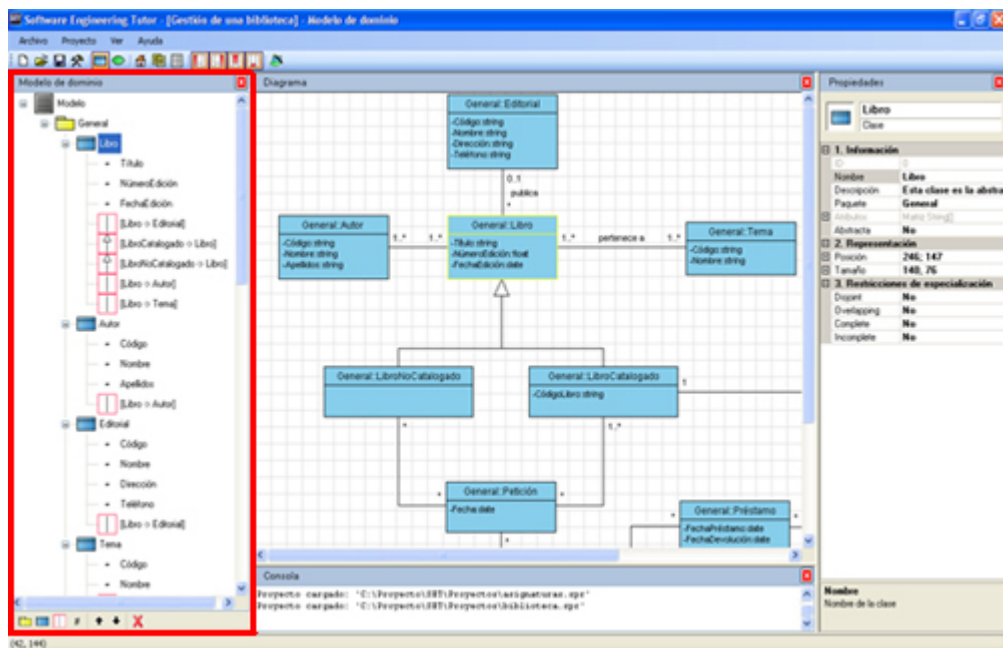 Software Engineering Tutor - [Gestión de una biblioteca] - Modelo de dominio
Archivo Proyecto Ver Ayuda
Modelo de dominio
Modelo
General
Libro
Título
NúmeroEdición
FechaEdición
[Libro -> Editorial]
[LibroCatalogado -> Libro]
[LibroNoCatalogado -> Libro]
[Libro -> Autor]
[Libro -> Tema]
Autor
Código
Nombre
Apellidos
[Libro -> Autor]
Editorial
Código
Nombre
Dirección
Teléfono
[Libro -> Editorial]
Tema
Código
Nombre
Diagrama
General::Editorial
-Código:string
-Nombre:string
-Dirección:string
-Teléfono:string
0..1
publica
*
General::Autor
-Código:string
-Nombre:string
-Apellidos:string
1..* 1..*
General::Libro
-Título:string
-NúmeroEdición:float
-FechaEdición:date
1..* pertenece a 1..*
General::Tema
-Código:string
-Nombre:string
General::LibroNoCatalogado
General::LibroCatalogado
-CódigoLibro:string
1
*
1..*
* General::Petición *
-Fecha:date
*
* General::Préstamo *
-FechaPréstamo:date
-FechaDevolución:date
Consola
Proyecto cargado: 'C:\Proyecto\SET\Proyectos\asignaturas.spr'
Proyecto cargado: 'C:\Proyecto\SET\Proyectos\biblioteca.spr'
Propiedades
Libro
Clase
1. Información
ID 0
Nombre Libro
Descripción Esta clase es la abstra
Paquete General
Atributos Matriz String[]
Abstracta No
2. Representación
Posición 246; 147
Tamaño 140; 76
3. Restricciones de especialización
Disjoint No
Overlapping No
Complete No
Incomplete No
Nombre
Nombre de la clase
(42, 144)